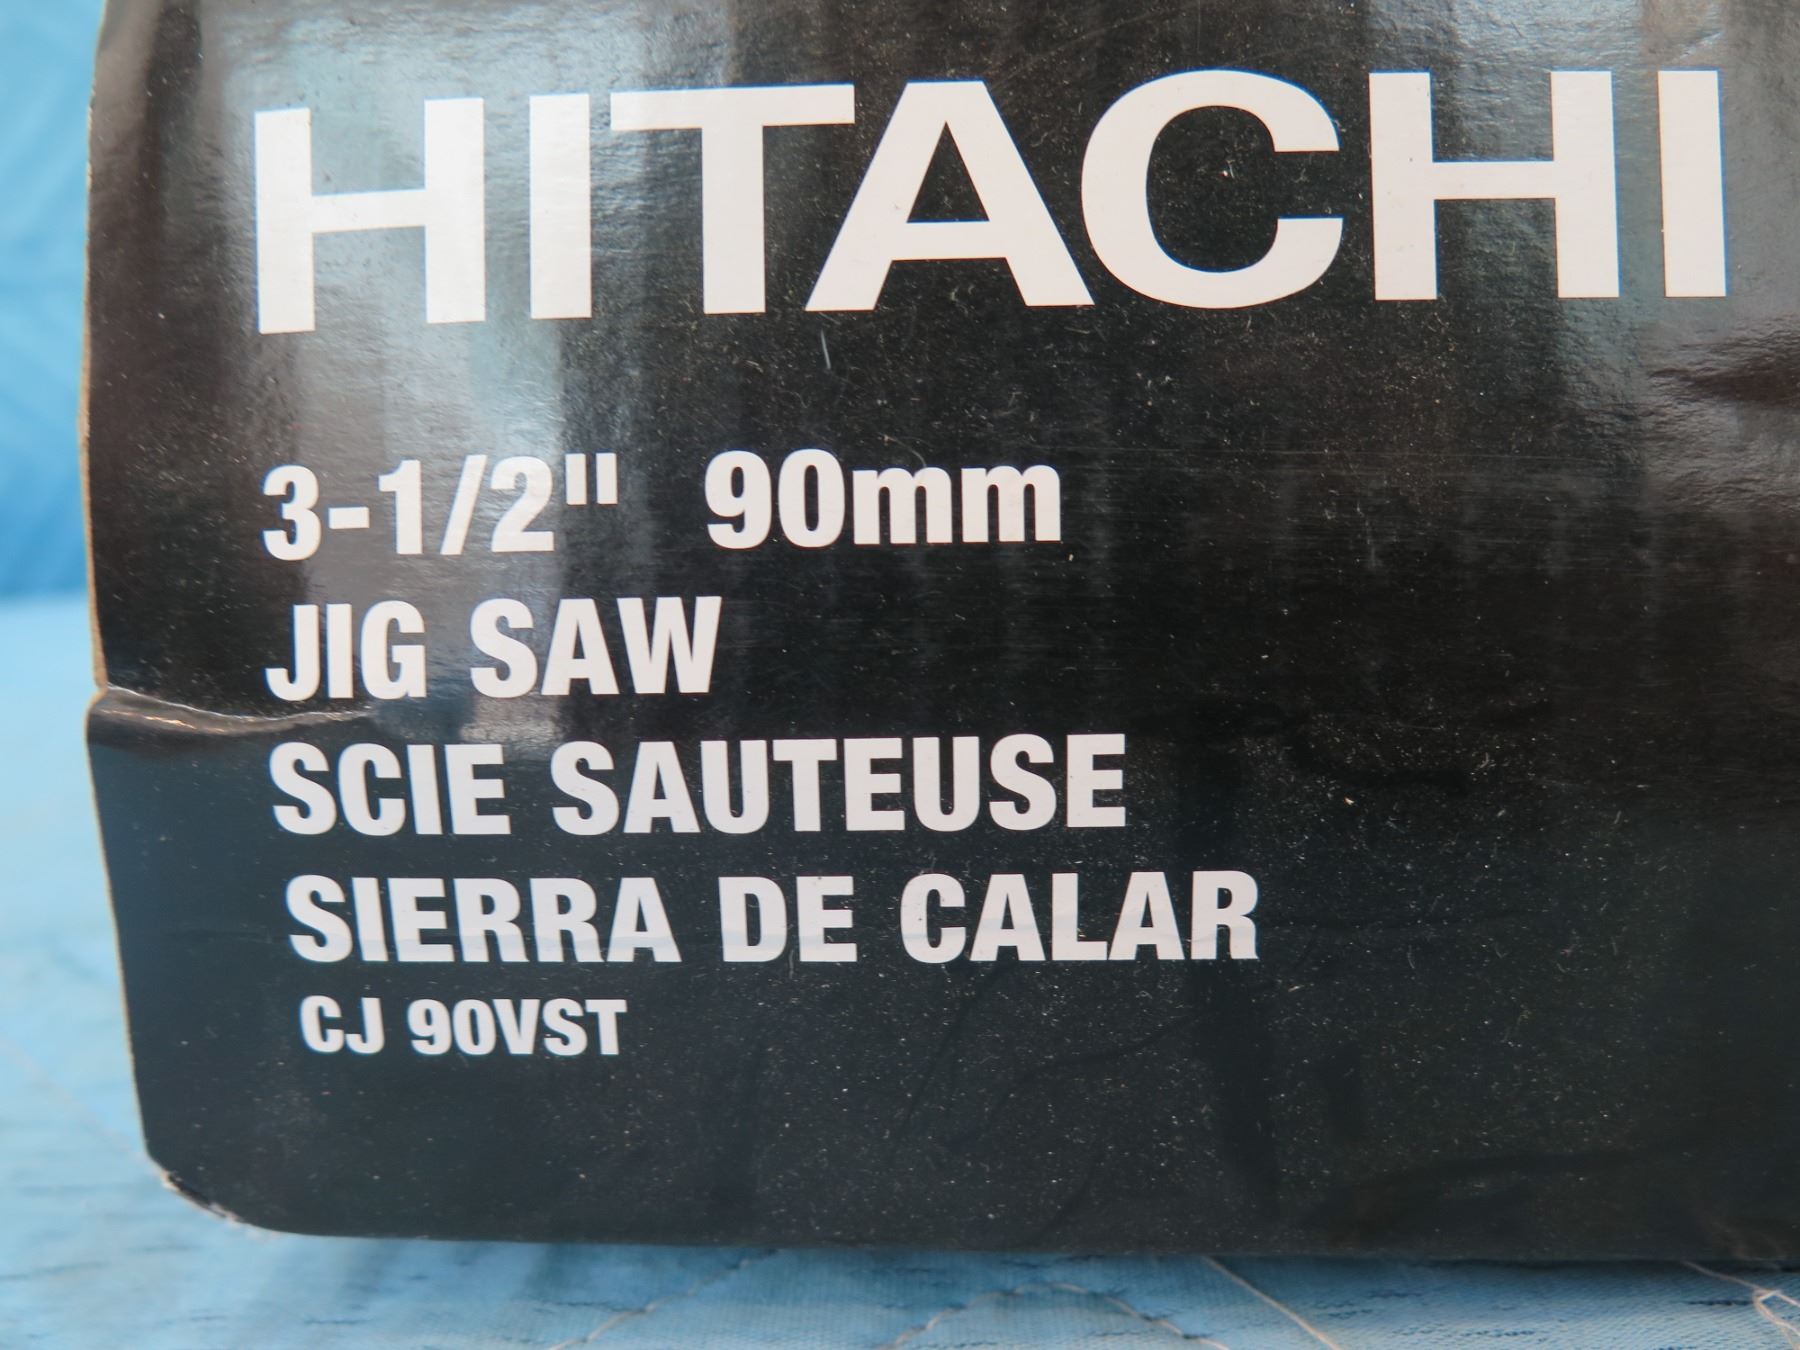 HITACHI
3-1/2" 90mm
JIG SAW
SCIE SAUTEUSE
SIERRA DE CALAR
CJ 90VST